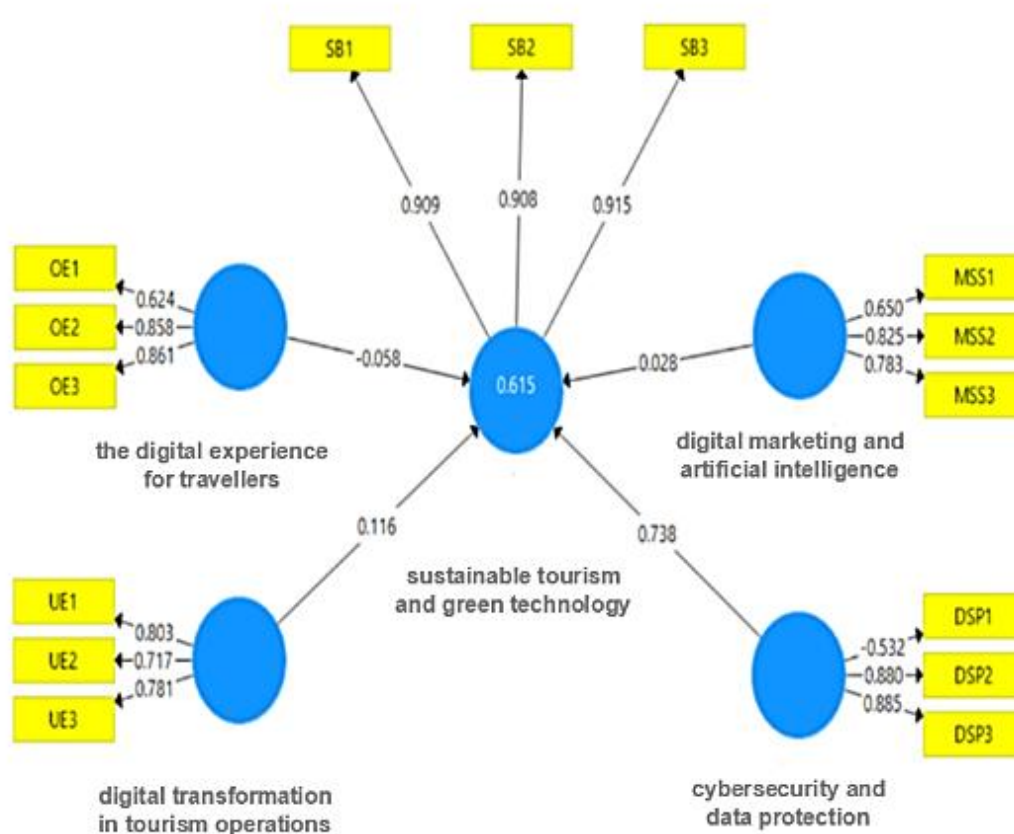 SB1
SB2
SB3
0.909
0.908
0.915
OE1
OE2
OE3
0.624
0.858
0.861
-0.058
0.615
0.028
MSS1
MSS2
MSS3
0.650
0.825
0.783
the digital experience
for travellers
digital marketing and
artificial intelligence
0.116
0.738
sustainable tourism
and green technology
UE1
UE2
UE3
0.803
0.717
0.781
DSP1
DSP2
DSP3
-0.532
0.880
0.885
digital transformation
in tourism operations
cybersecurity and
data protection